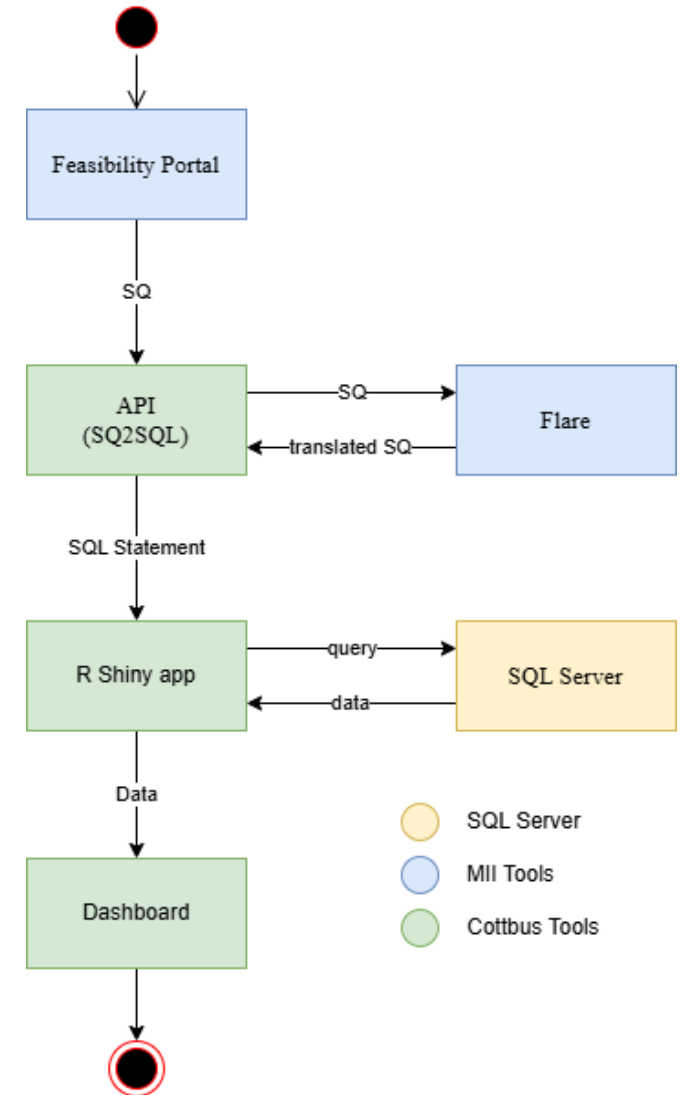 Feasibility Portal
SQ
API
(SQ2SQL)
SQ
translated SQ
Flare
SQL Statement
R Shiny app
query
data
SQL Server
Data
Dashboard
SQL Server
MII Tools
Cottbus Tools